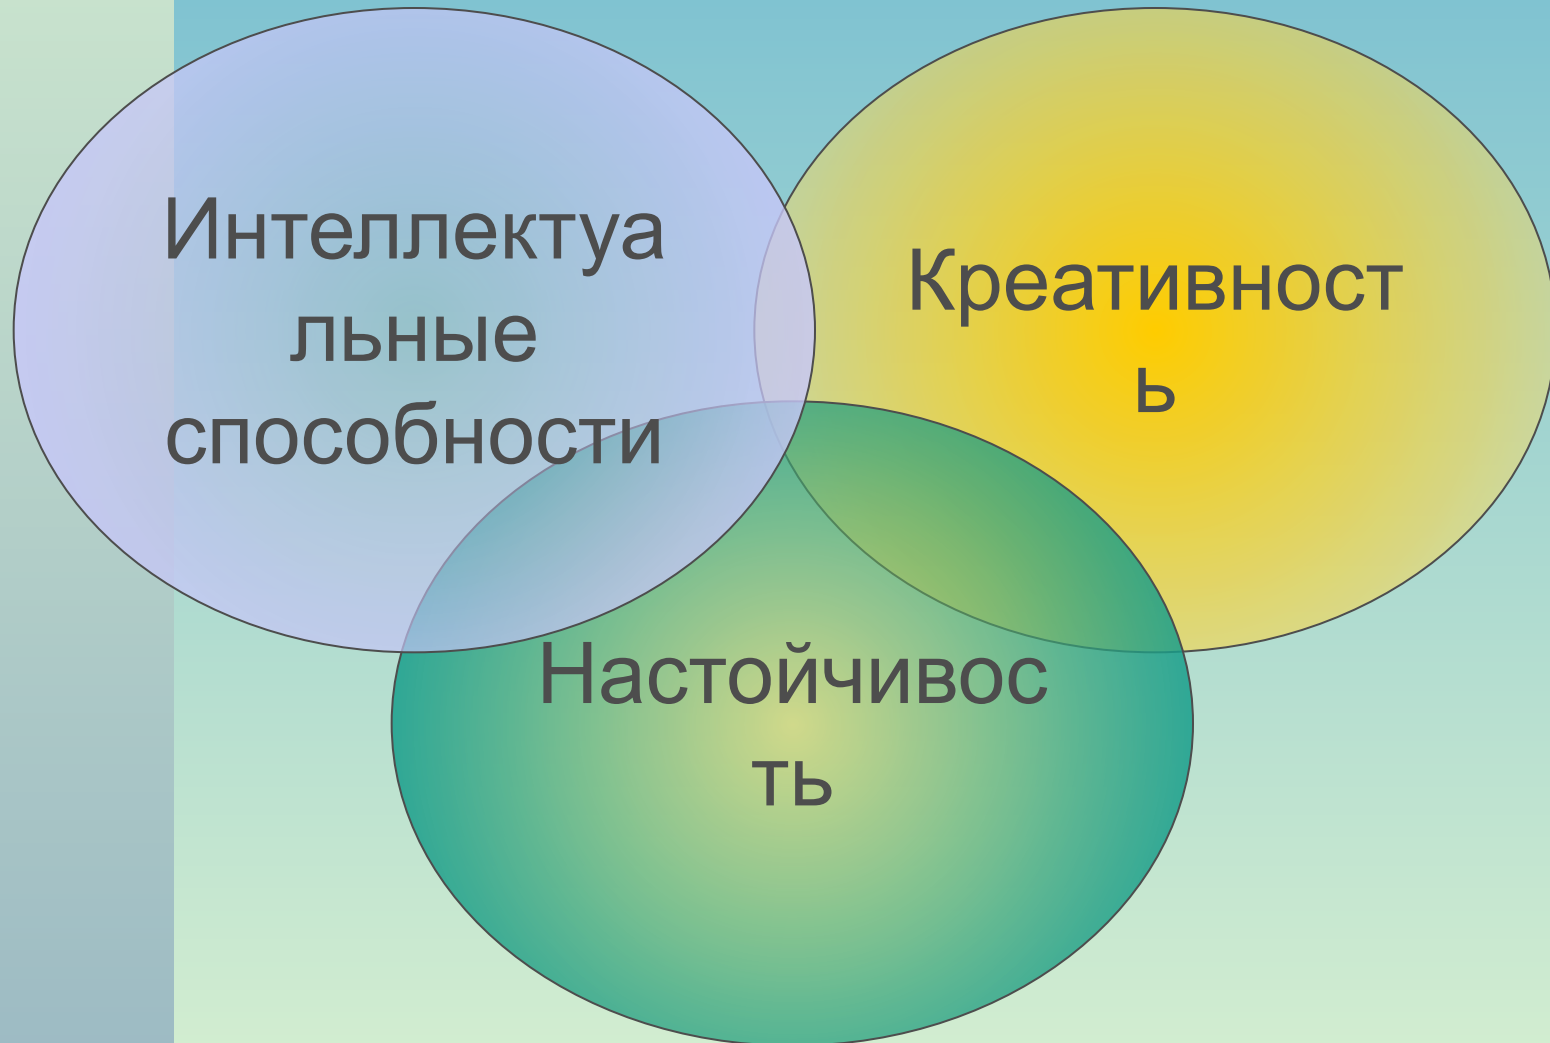 Интеллектуа
льные
способности
Креативност
ь
Настойчивос
ть